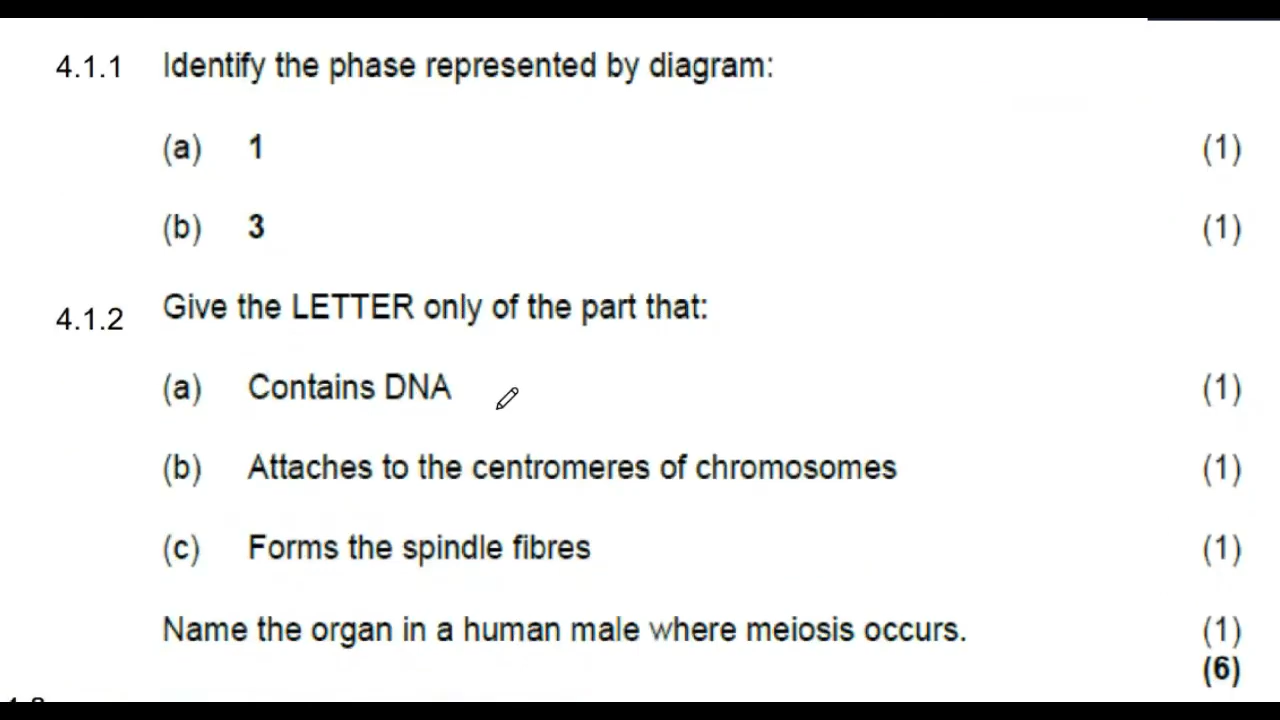 4.1.1 Identify the phase represented by diagram:
(a) 1 (1)
(b) 3 (1)
4.1.2 Give the LETTER only of the part that:
(a) Contains DNA (1)
(b) Attaches to the centromeres of chromosomes (1)
(c) Forms the spindle fibres (1)
Name the organ in a human male where meiosis occurs. (1)
(6)